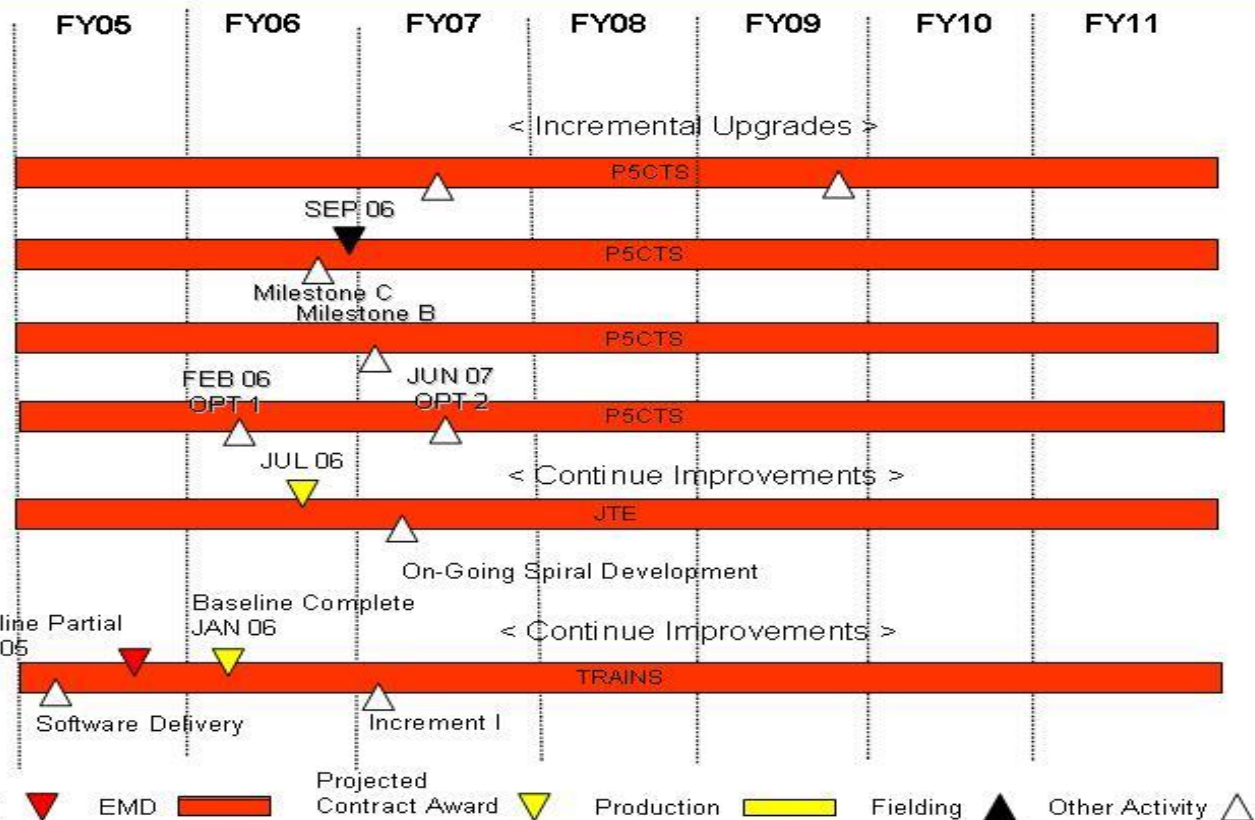 FY05 FY06 FY07 FY08 FY09 FY10 FY11
< Incremental Upgrades >
P5CTS
SEP 06
P5CTS
Milestone C
Milestone B
P5CTS
FEB 06
OPT 1
JUN 07
OPT 2
P5CTS
JUL 06
< Continue Improvements >
JTE
On-Going Spiral Development
line Partial
05
Baseline Complete
JAN 06
< Continue Improvements >
TRAINS
Software Delivery
Increment I
EMD
Projected
Contract Award
Production
Fielding
Other Activity